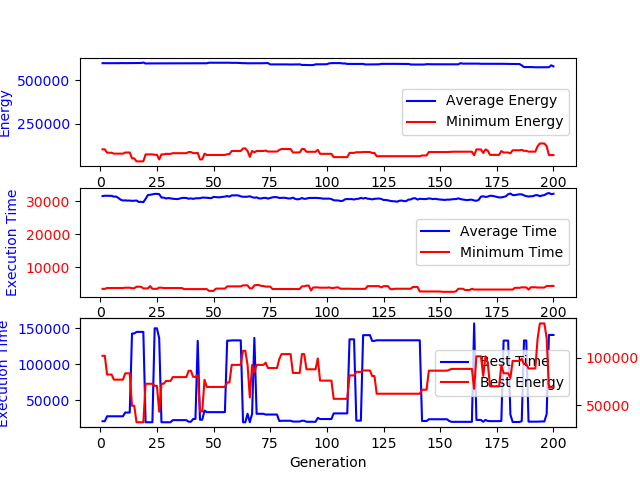 Energy
500000
250000
Average Energy
Minimum Energy
0 25 50 75 100 125 150 175 200
Execution Time
30000
20000
10000
Average Time
Minimum Time
0 25 50 75 100 125 150 175 200
Execution Time
150000
100000
50000
Best Time
Best Energy
100000
50000
0 25 50 75 100 125 150 175 200
Generation